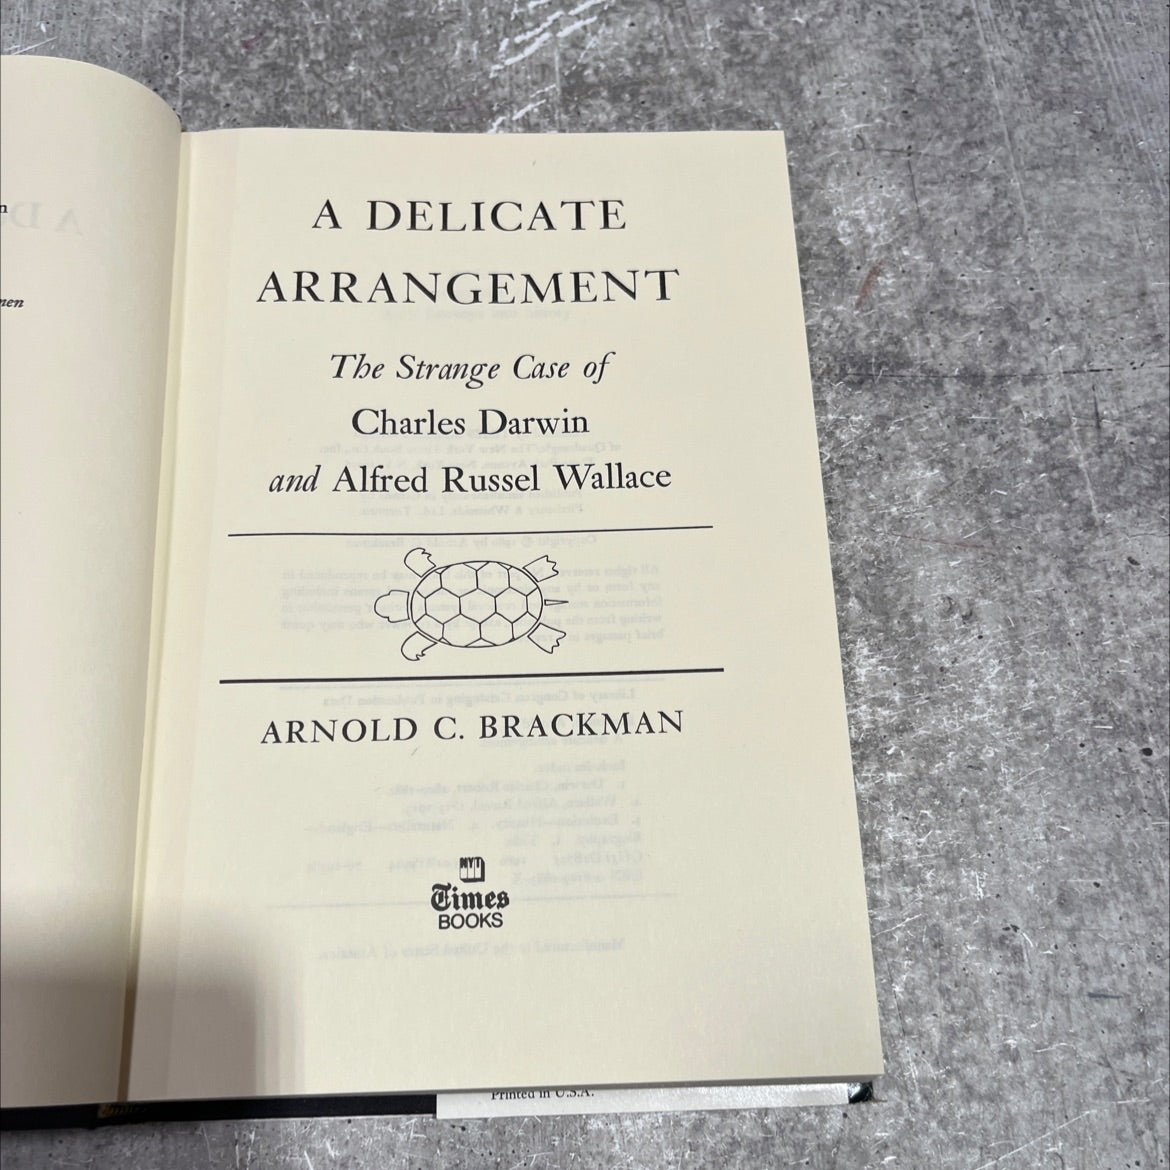 n
nen
A DELICATE
ARRANGEMENT
The Strange Case of
Charles Darwin
and Alfred Russel Wallace
ARNOLD C. BRACKMAN
NYT
Times
BOOKS
Printed in U.S.A.